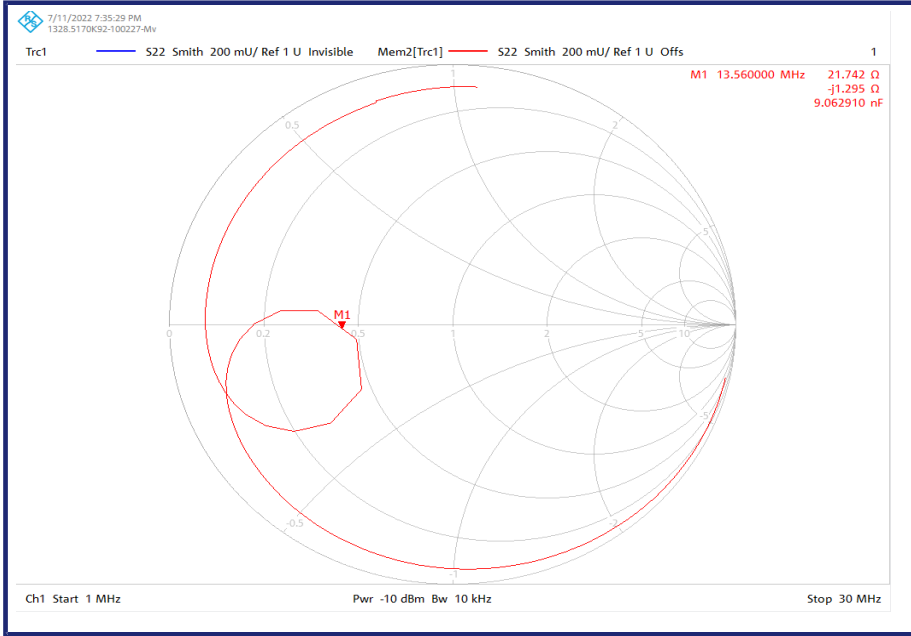 R&S
7/11/2022 7:35:29 PM
1328.5170K92-100227-Mv
Trc1 S22 Smith 200 mU/ Ref 1 U Invisible Mem2[Trc1] S22 Smith 200 mU/ Ref 1 U Offs 1
M1 13.560000 MHz 21.742 Ω
-j1.295 Ω
9.062910 nF
1
0.5 2
5
M1
0 0.2 0.5 1 2 5 10
-5
-0.5 -2
-1
Ch1 Start 1 MHz Pwr -10 dBm Bw 10 kHz Stop 30 MHz